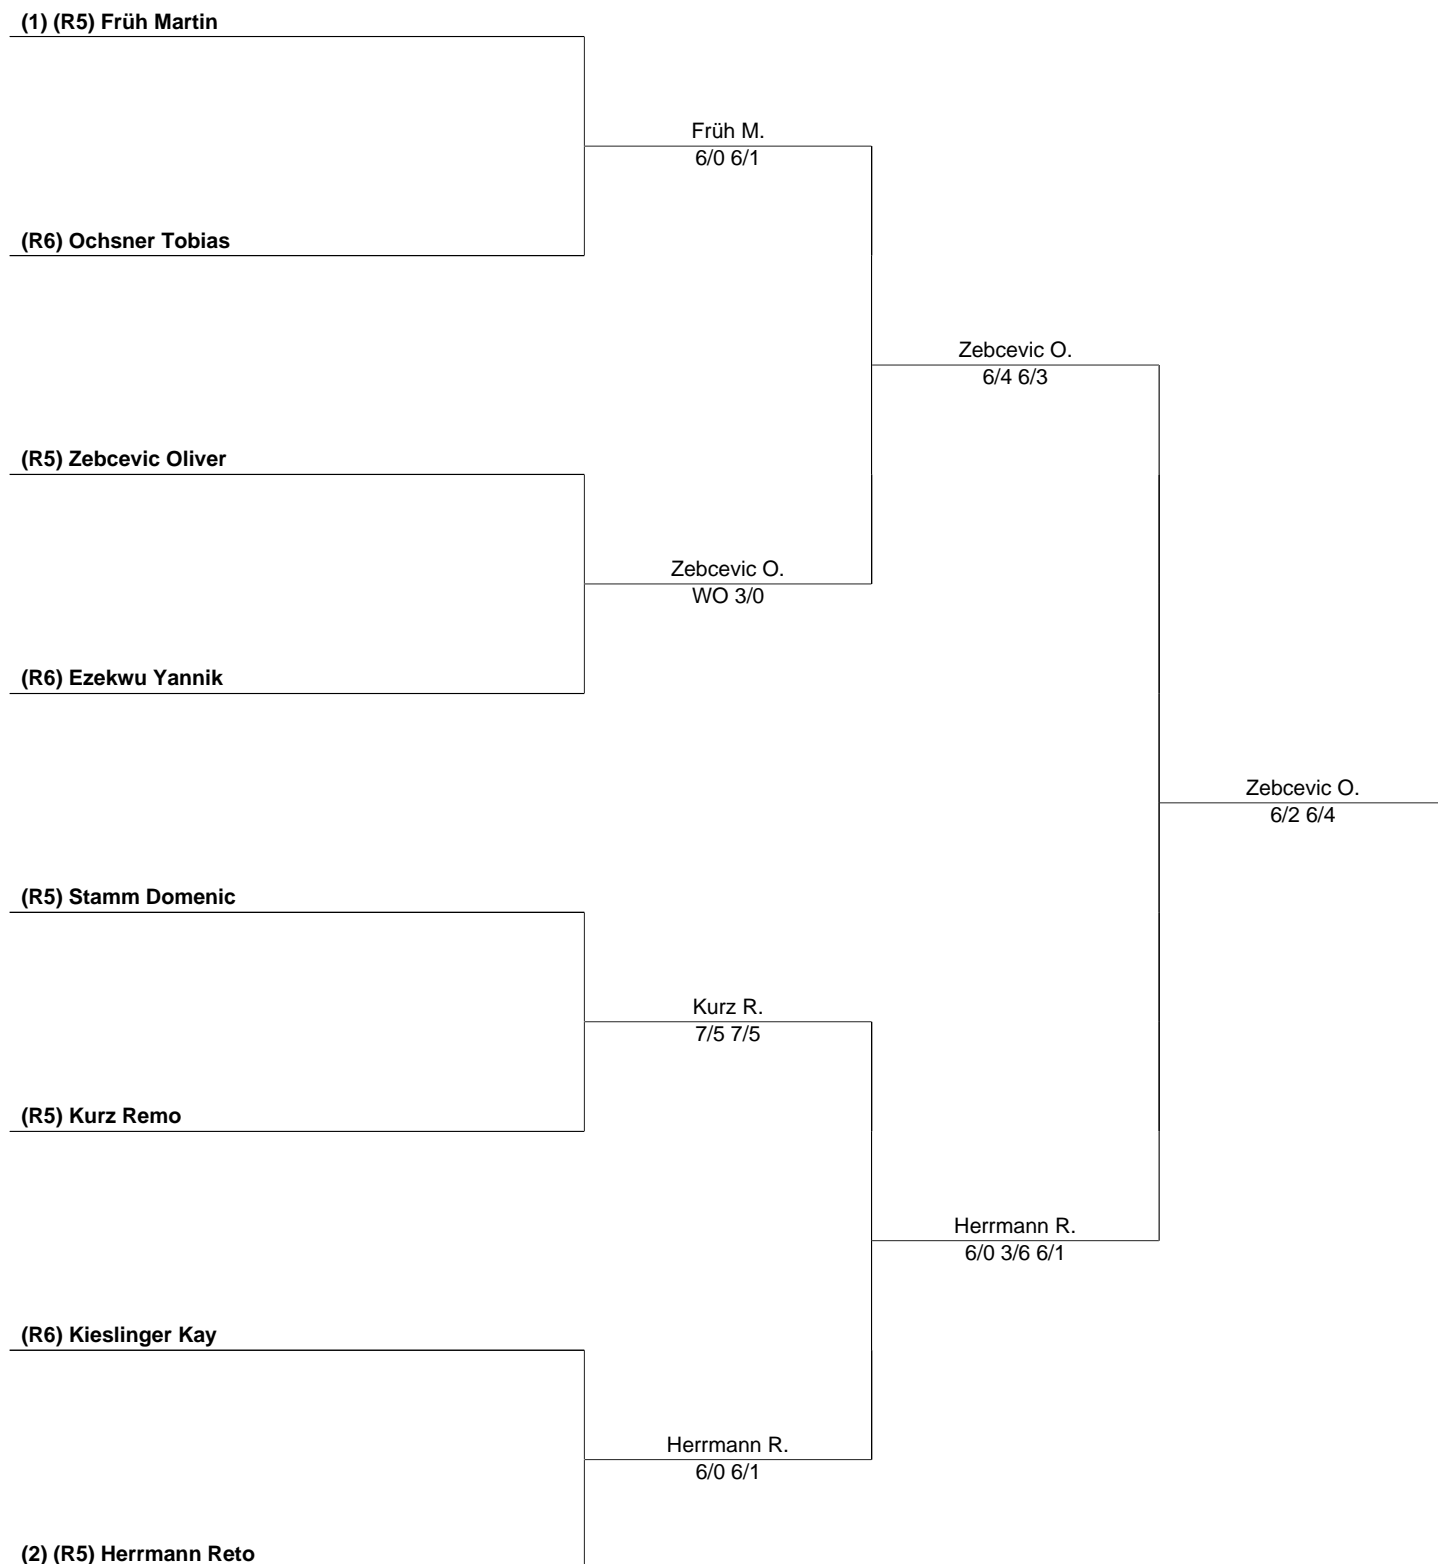 (1) (R5) Früh Martin
Früh M.
6/0 6/1
(R6) Ochsner Tobias
Zebcevic O.
6/4 6/3
(R5) Zebcevic Oliver
Zebcevic O.
WO 3/0
(R6) Ezekwu Yannik
Zebcevic O.
6/2 6/4
(R5) Stamm Domenic
Kurz R.
7/5 7/5
(R5) Kurz Remo
Herrmann R.
6/0 3/6 6/1
(R6) Kieslinger Kay
Herrmann R.
6/0 6/1
(2) (R5) Herrmann Reto